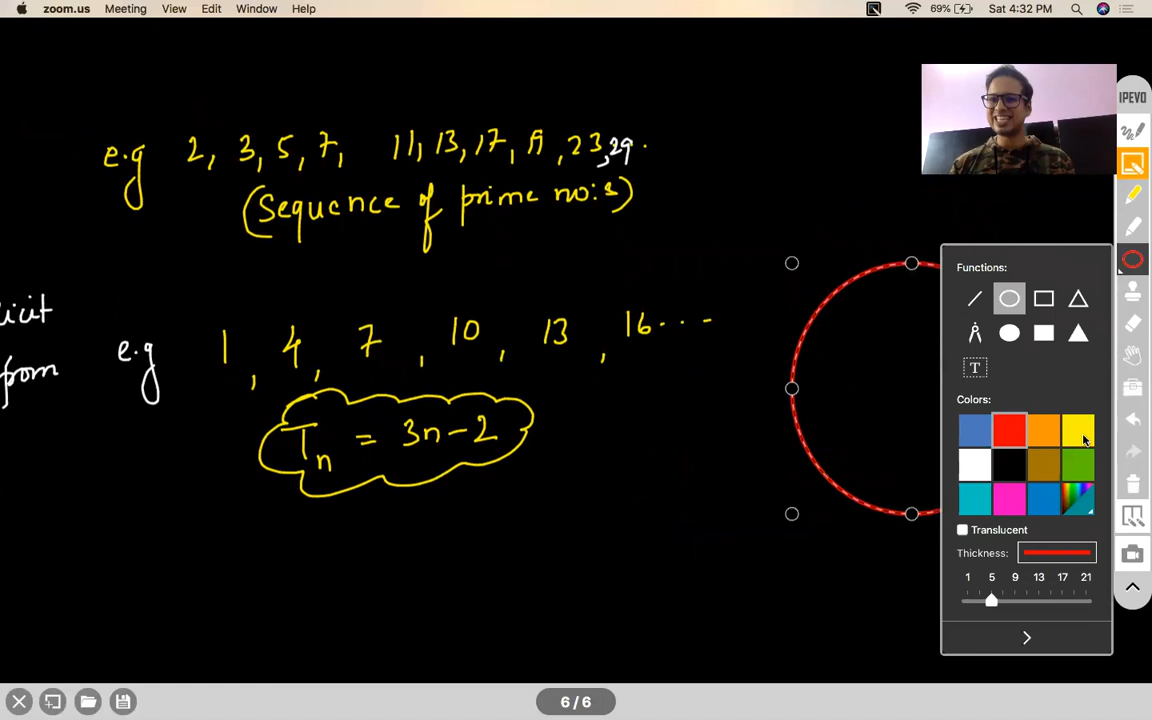 zoom.us Meeting View Edit Window Help 69% Sat 4:32 PM
IPEVO
e.g 2, 3, 5, 7, 11, 13, 17, 19, 23, 29.
(Sequence of prime no:s)
Functions:
T
Colors:
Translucent
Thickness:
1 5 9 13 17 21
icit
from
e.g 1, 4, 7, 10, 13, 16...
Tn = 3n-2
6/6